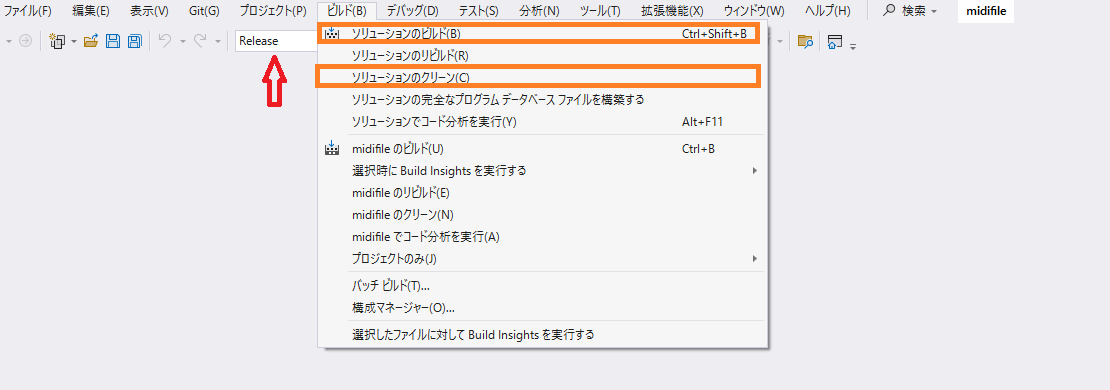 ファイル(F) 編集(E) 表示(V) Git(G) プロジェクト(P) ビルド(B) デバッグ(D) テスト(S) 分析(N) ツール(T) 拡張機能(X) ウィンドウ(W) ヘルプ(H) 検索 midifile
Release
ソリューションのビルド(B) Ctrl+Shift+B
ソリューションのリビルド(R)
ソリューションのクリーン(C)
ソリューションの完全なプログラム データベース ファイルを構築する
ソリューションでコード分析を実行(Y) Alt+F11
midifile のビルド(U) Ctrl+B
選択時に Build Insights を実行する
midifile のリビルド(E)
midifile のクリーン(N)
midifile でコード分析を実行(A)
プロジェクトのみ(J)
バッチ ビルド(T)...
構成マネージャー(O)...
選択したファイルに対して Build Insights を実行する